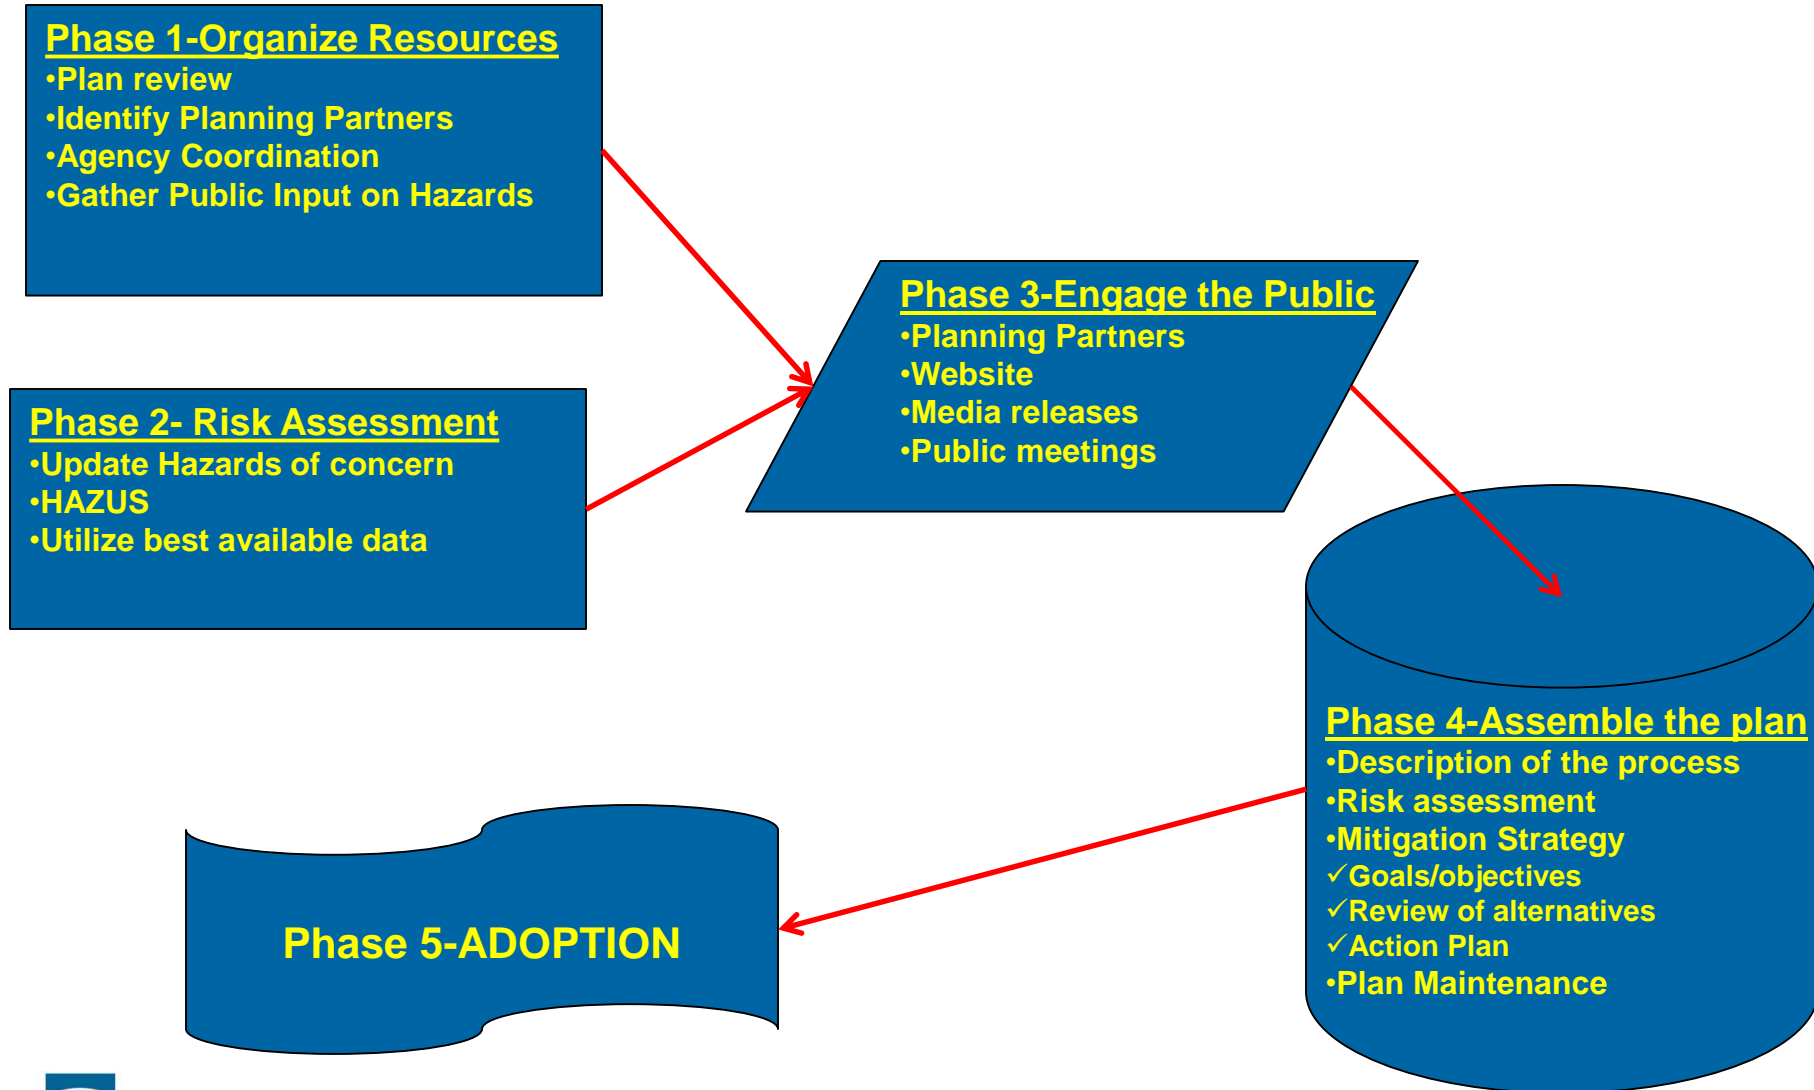 Phase 1-Organize Resources
•Plan review
•Identify Planning Partners
•Agency Coordination
•Gather Public Input on Hazards
Phase 2- Risk Assessment
•Update Hazards of concern
•HAZUS
•Utilize best available data
Phase 3-Engage the Public
•Planning Partners
•Website
•Media releases
•Public meetings
Phase 4-Assemble the plan
•Description of the process
•Risk assessment
•Mitigation Strategy
✓Goals/objectives
✓Review of alternatives
✓Action Plan
•Plan Maintenance
Phase 5-ADOPTION